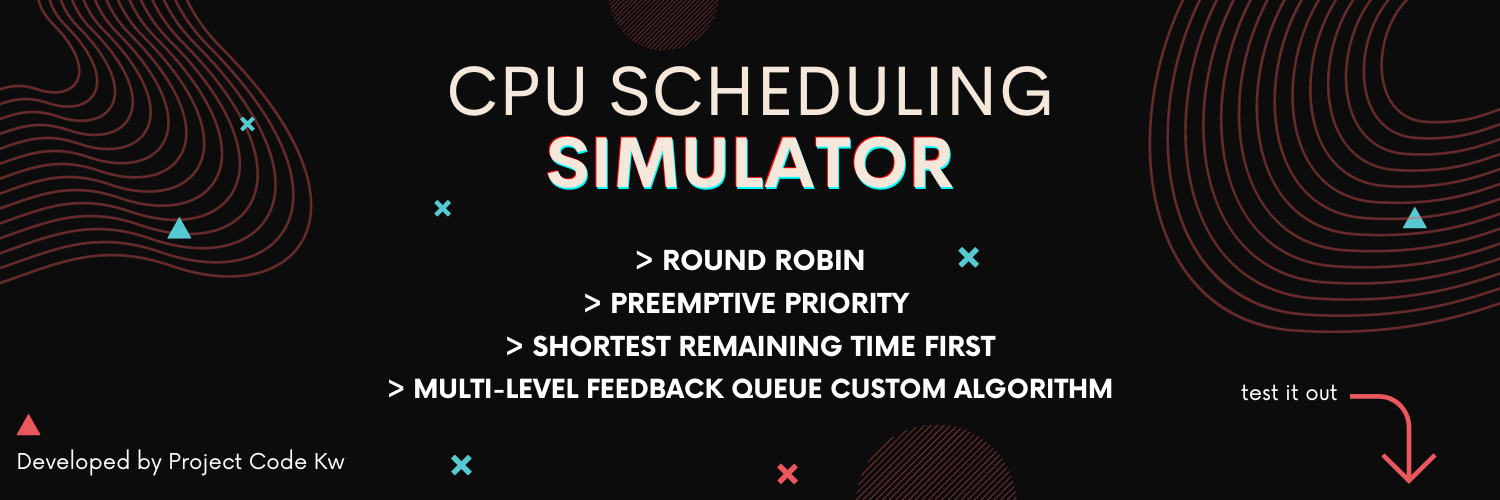 CPU SCHEDULING
SIMULATOR
> ROUND ROBIN
> PREEMPTIVE PRIORITY
> SHORTEST REMAINING TIME FIRST
> MULTI-LEVEL FEEDBACK QUEUE CUSTOM ALGORITHM
test it out
Developed by Project Code Kw